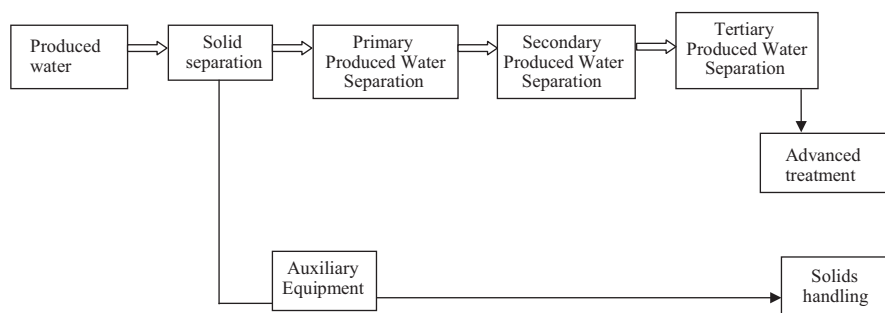 Produced
water
Solid
separation
Primary
Produced Water
Separation
Secondary
Produced Water
Separation
Tertiary
Produced Water
Separation
Advanced
treatment
Auxiliary
Equipment
Solids
handling